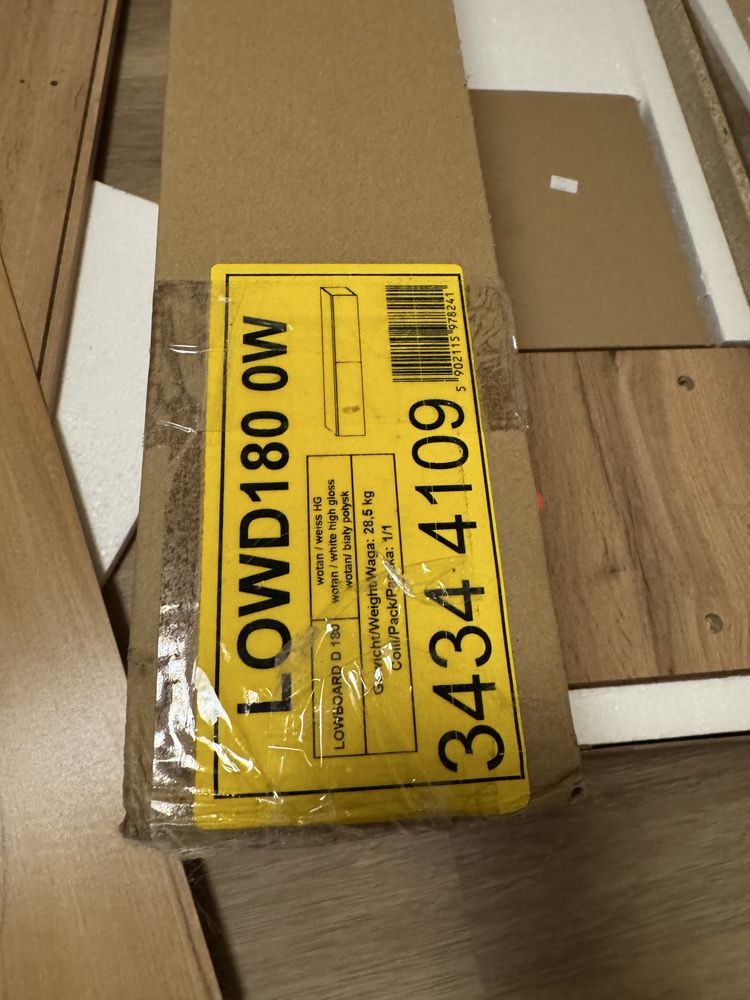 LOWD180 0W
LOWBOARD D 180
wotan / weiss HG
wotan / white high gloss
wotan/ biały połysk
Gewicht/Weight/Waga: 28,5 kg
Colli/Pack/Paczka: 1/1
5 902115 978241
3434 4109